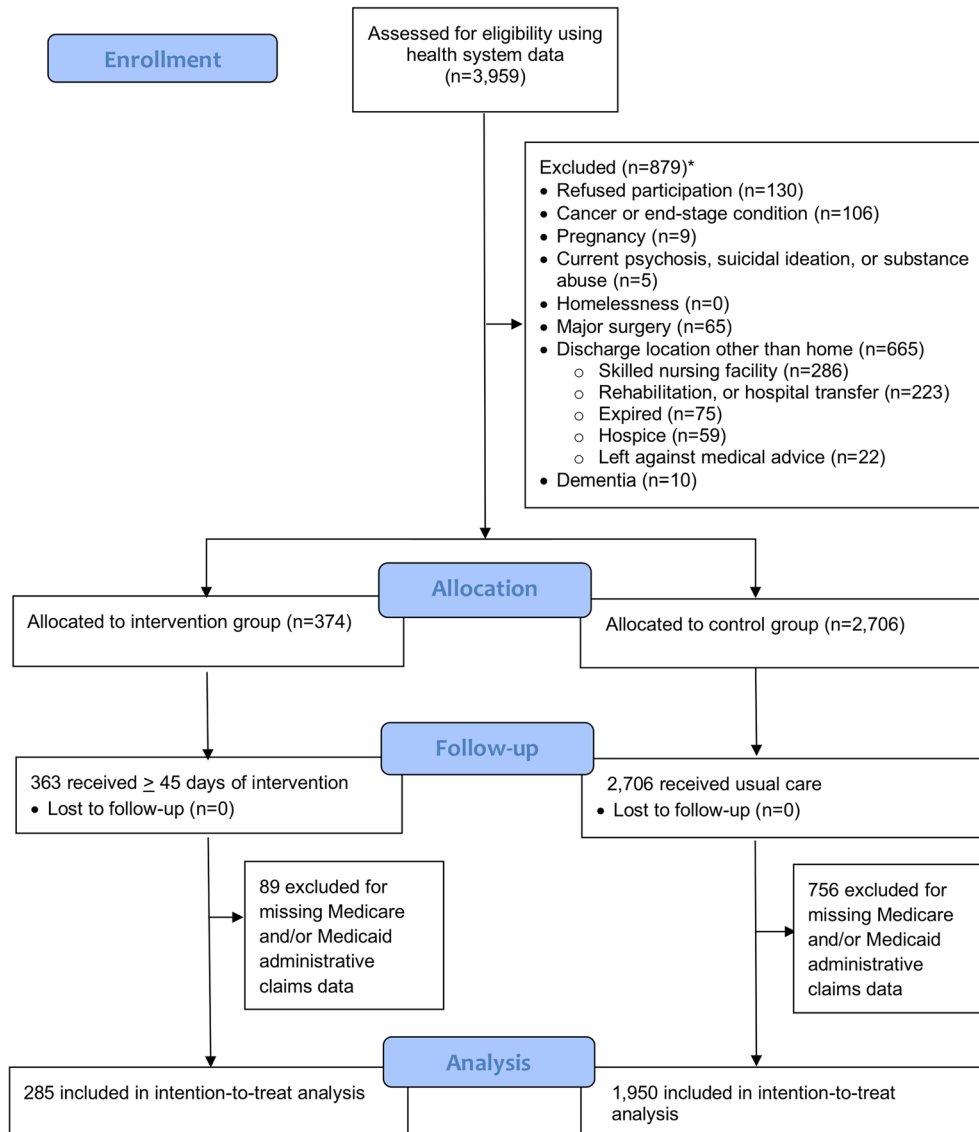 Enrollment
Assessed for eligibility using
health system data
(n=3,959)
Excluded (n=879)*
• Refused participation (n=130)
• Cancer or end-stage condition (n=106)
• Pregnancy (n=9)
• Current psychosis, suicidal ideation, or substance
abuse (n=5)
• Homelessness (n=0)
• Major surgery (n=65)
• Discharge location other than home (n=665)
o Skilled nursing facility (n=286)
o Rehabilitation, or hospital transfer (n=223)
o Expired (n=75)
o Hospice (n=59)
o Left against medical advice (n=22)
• Dementia (n=10)
Allocation
Allocated to intervention group (n=374)
Allocated to control group (n=2,706)
Follow-up
363 received ≥ 45 days of intervention
• Lost to follow-up (n=0)
2,706 received usual care
• Lost to follow-up (n=0)
89 excluded for
missing Medicare
and/or Medicaid
administrative
claims data
756 excluded for
missing Medicare
and/or Medicaid
administrative
claims data
Analysis
285 included in intention-to-treat analysis
1,950 included in intention-to-treat
analysis